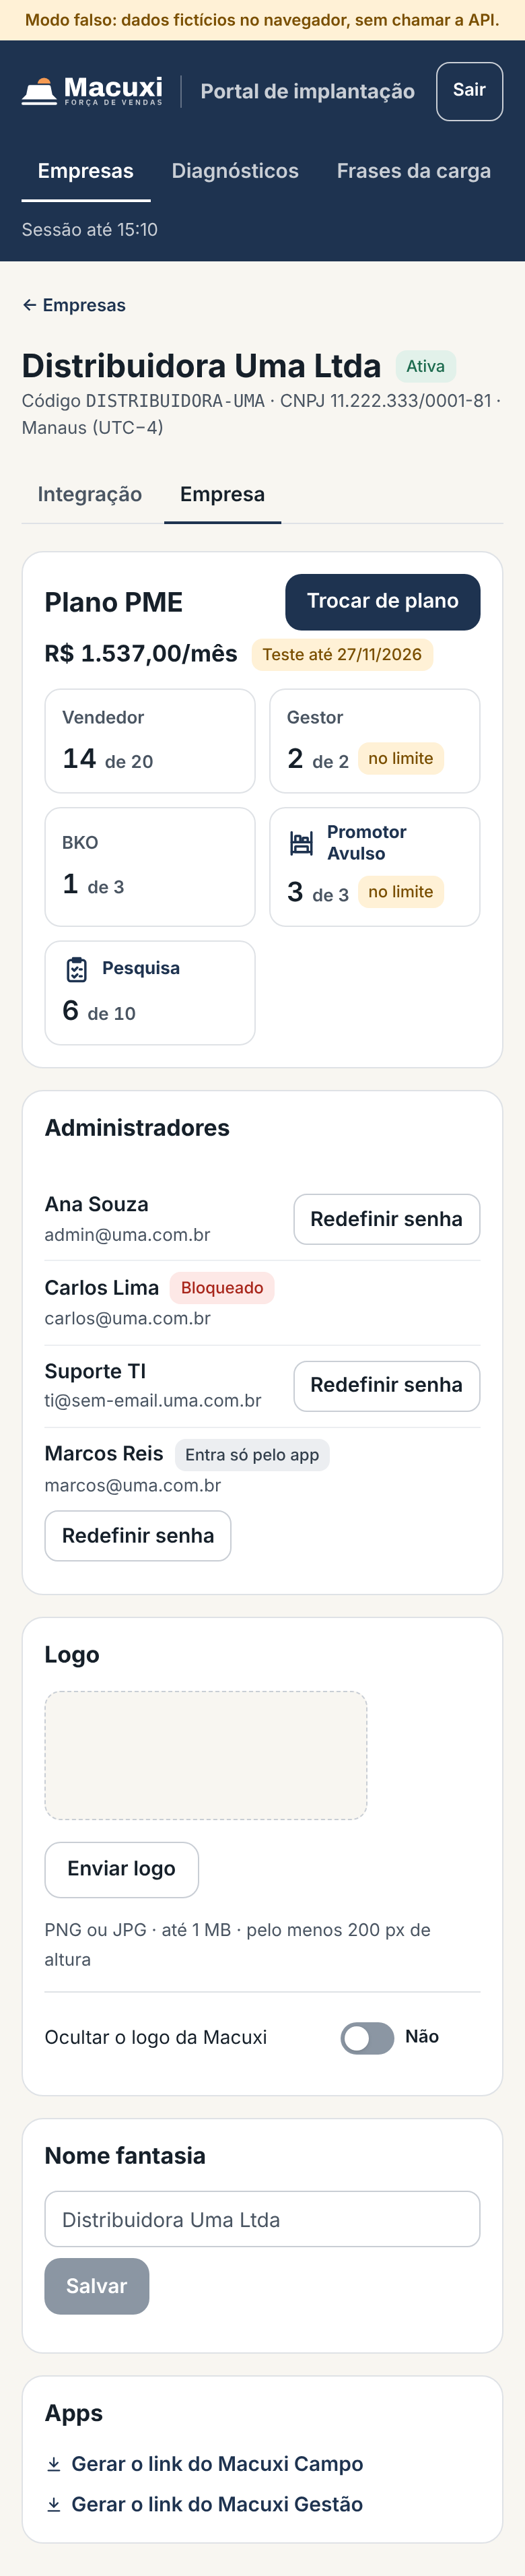 Modo falso: dados fictícios no navegador, sem chamar a API.
Macuxi
FORÇA DE VENDAS
Portal de implantação
Sair
Empresas Diagnósticos Frases da carga
Sessão até 15:10
← Empresas
Distribuidora Uma Ltda Ativa
Código DISTRIBUIDORA-UMA · CNPJ 11.222.333/0001-81 ·
Manaus (UTC−4)
Integração Empresa
Plano PME Trocar de plano
R$ 1.537,00/mês Teste até 27/11/2026
Vendedor
14 de 20
Gestor
2 de 2 no limite
BKO
1 de 3
Promotor
Avulso
3 de 3 no limite
Pesquisa
6 de 10
Administradores
Ana Souza
admin@uma.com.br
Redefinir senha
Carlos Lima Bloqueado
carlos@uma.com.br
Suporte TI
ti@sem-email.uma.com.br
Redefinir senha
Marcos Reis Entra só pelo app
marcos@uma.com.br
Redefinir senha
Logo
Enviar logo
PNG ou JPG · até 1 MB · pelo menos 200 px de
altura
Ocultar o logo da Macuxi Não
Nome fantasia
Distribuidora Uma Ltda
Salvar
Apps
Gerar o link do Macuxi Campo
Gerar o link do Macuxi Gestão